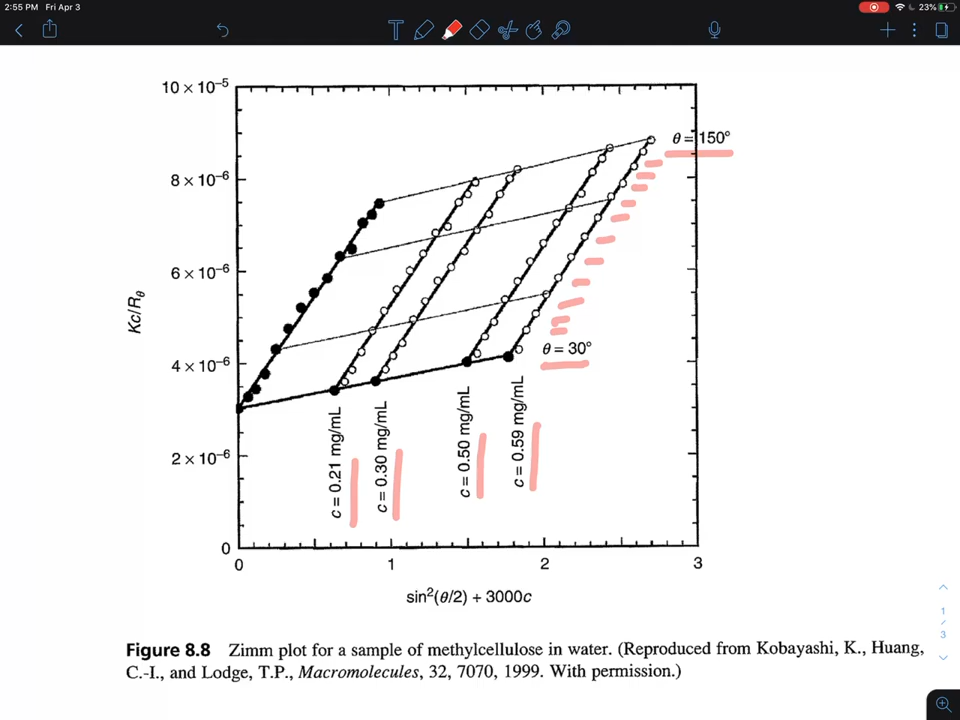 2:55 PM Fri Apr 3
23%
10 × 10⁻⁵
8 × 10⁻⁶
6 × 10⁻⁶
4 × 10⁻⁶
2 × 10⁻⁶
0
Kc/Rθ
θ = 150°
θ = 30°
c = 0.21 mg/mL
c = 0.30 mg/mL
c = 0.50 mg/mL
c = 0.59 mg/mL
0 1 2 3
sin²(θ/2) + 3000c
1
/
3
Figure 8.8 Zimm plot for a sample of methylcellulose in water. (Reproduced from Kobayashi, K., Huang,
C.-I., and Lodge, T.P., Macromolecules, 32, 7070, 1999. With permission.)